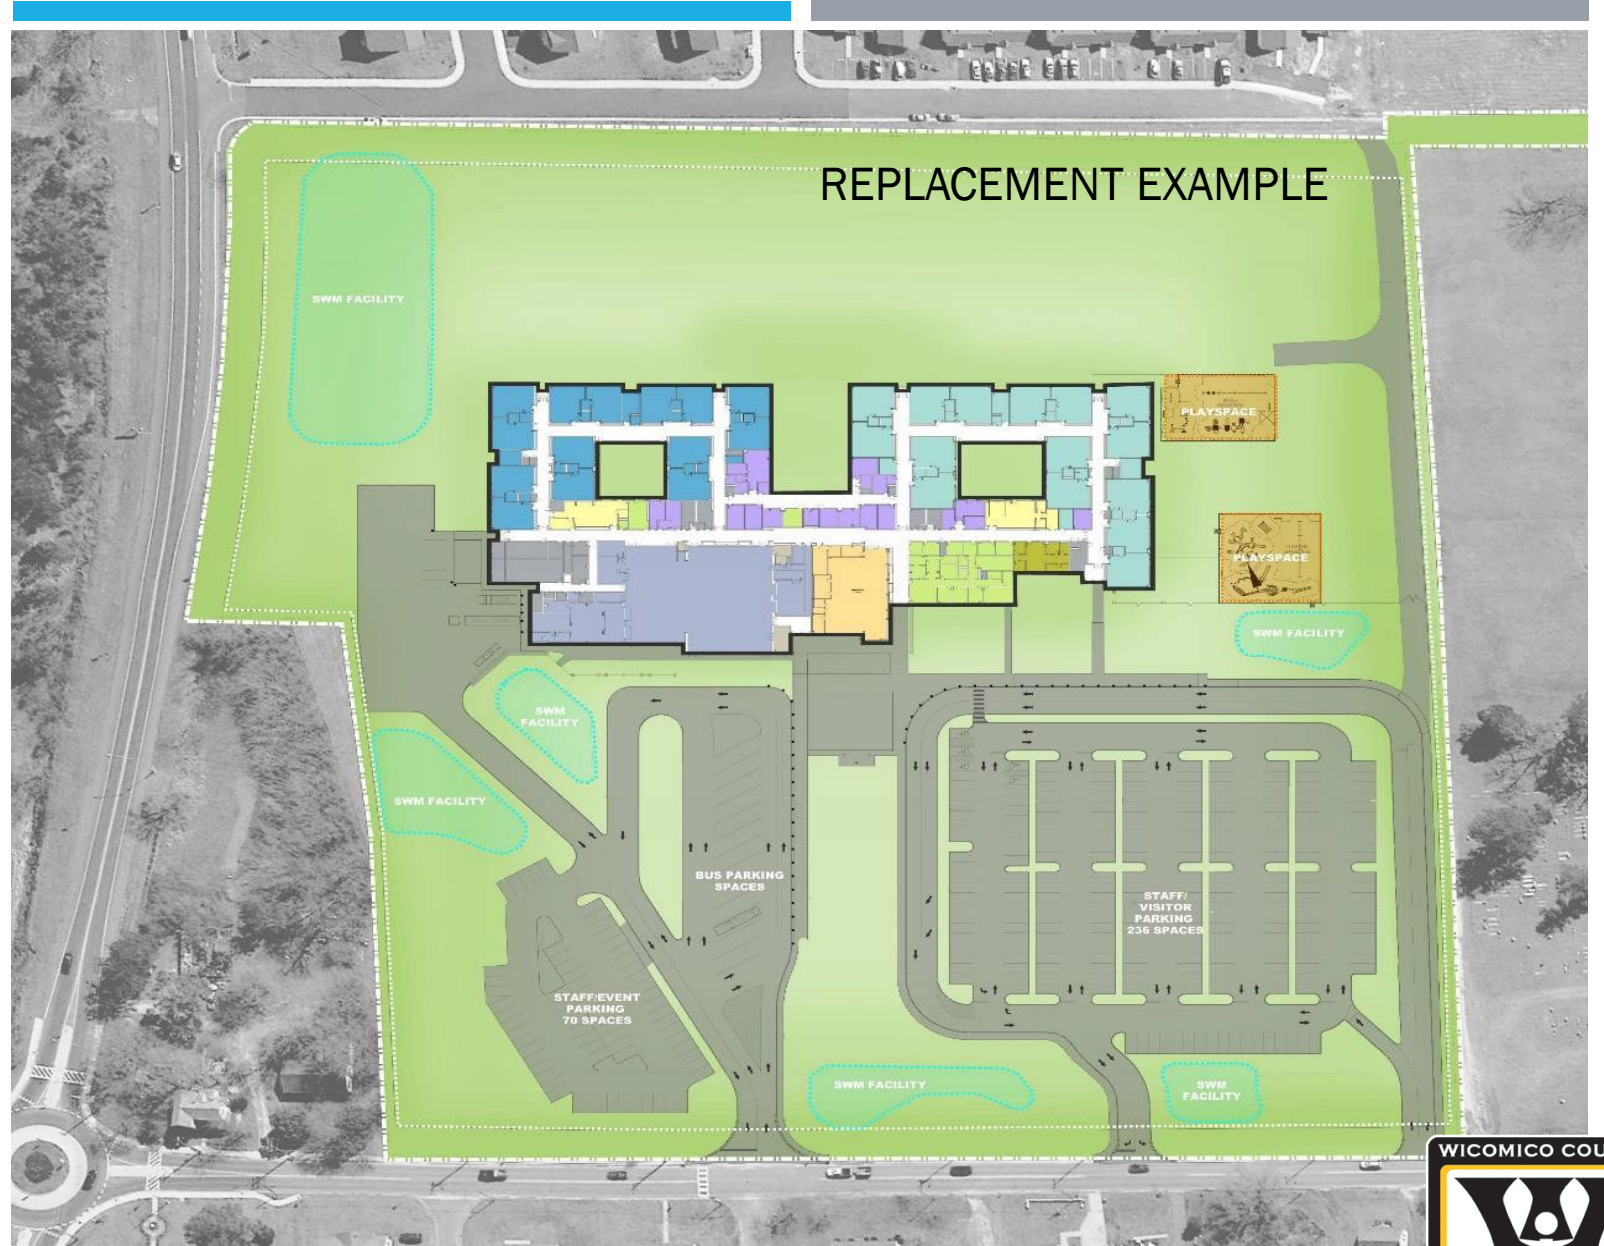 REPLACEMENT EXAMPLE
SWM FACILITY
PLAYSPACE
PLAYSPACE
SWM FACILITY
SWM
FACILITY
SWM FACILITY
BUS PARKING
SPACES
STAFF/
VISITOR
PARKING
236 SPACES
STAFF/EVENT
PARKING
70 SPACES
SWM FACILITY
SWM
FACILITY
WICOMICO COU